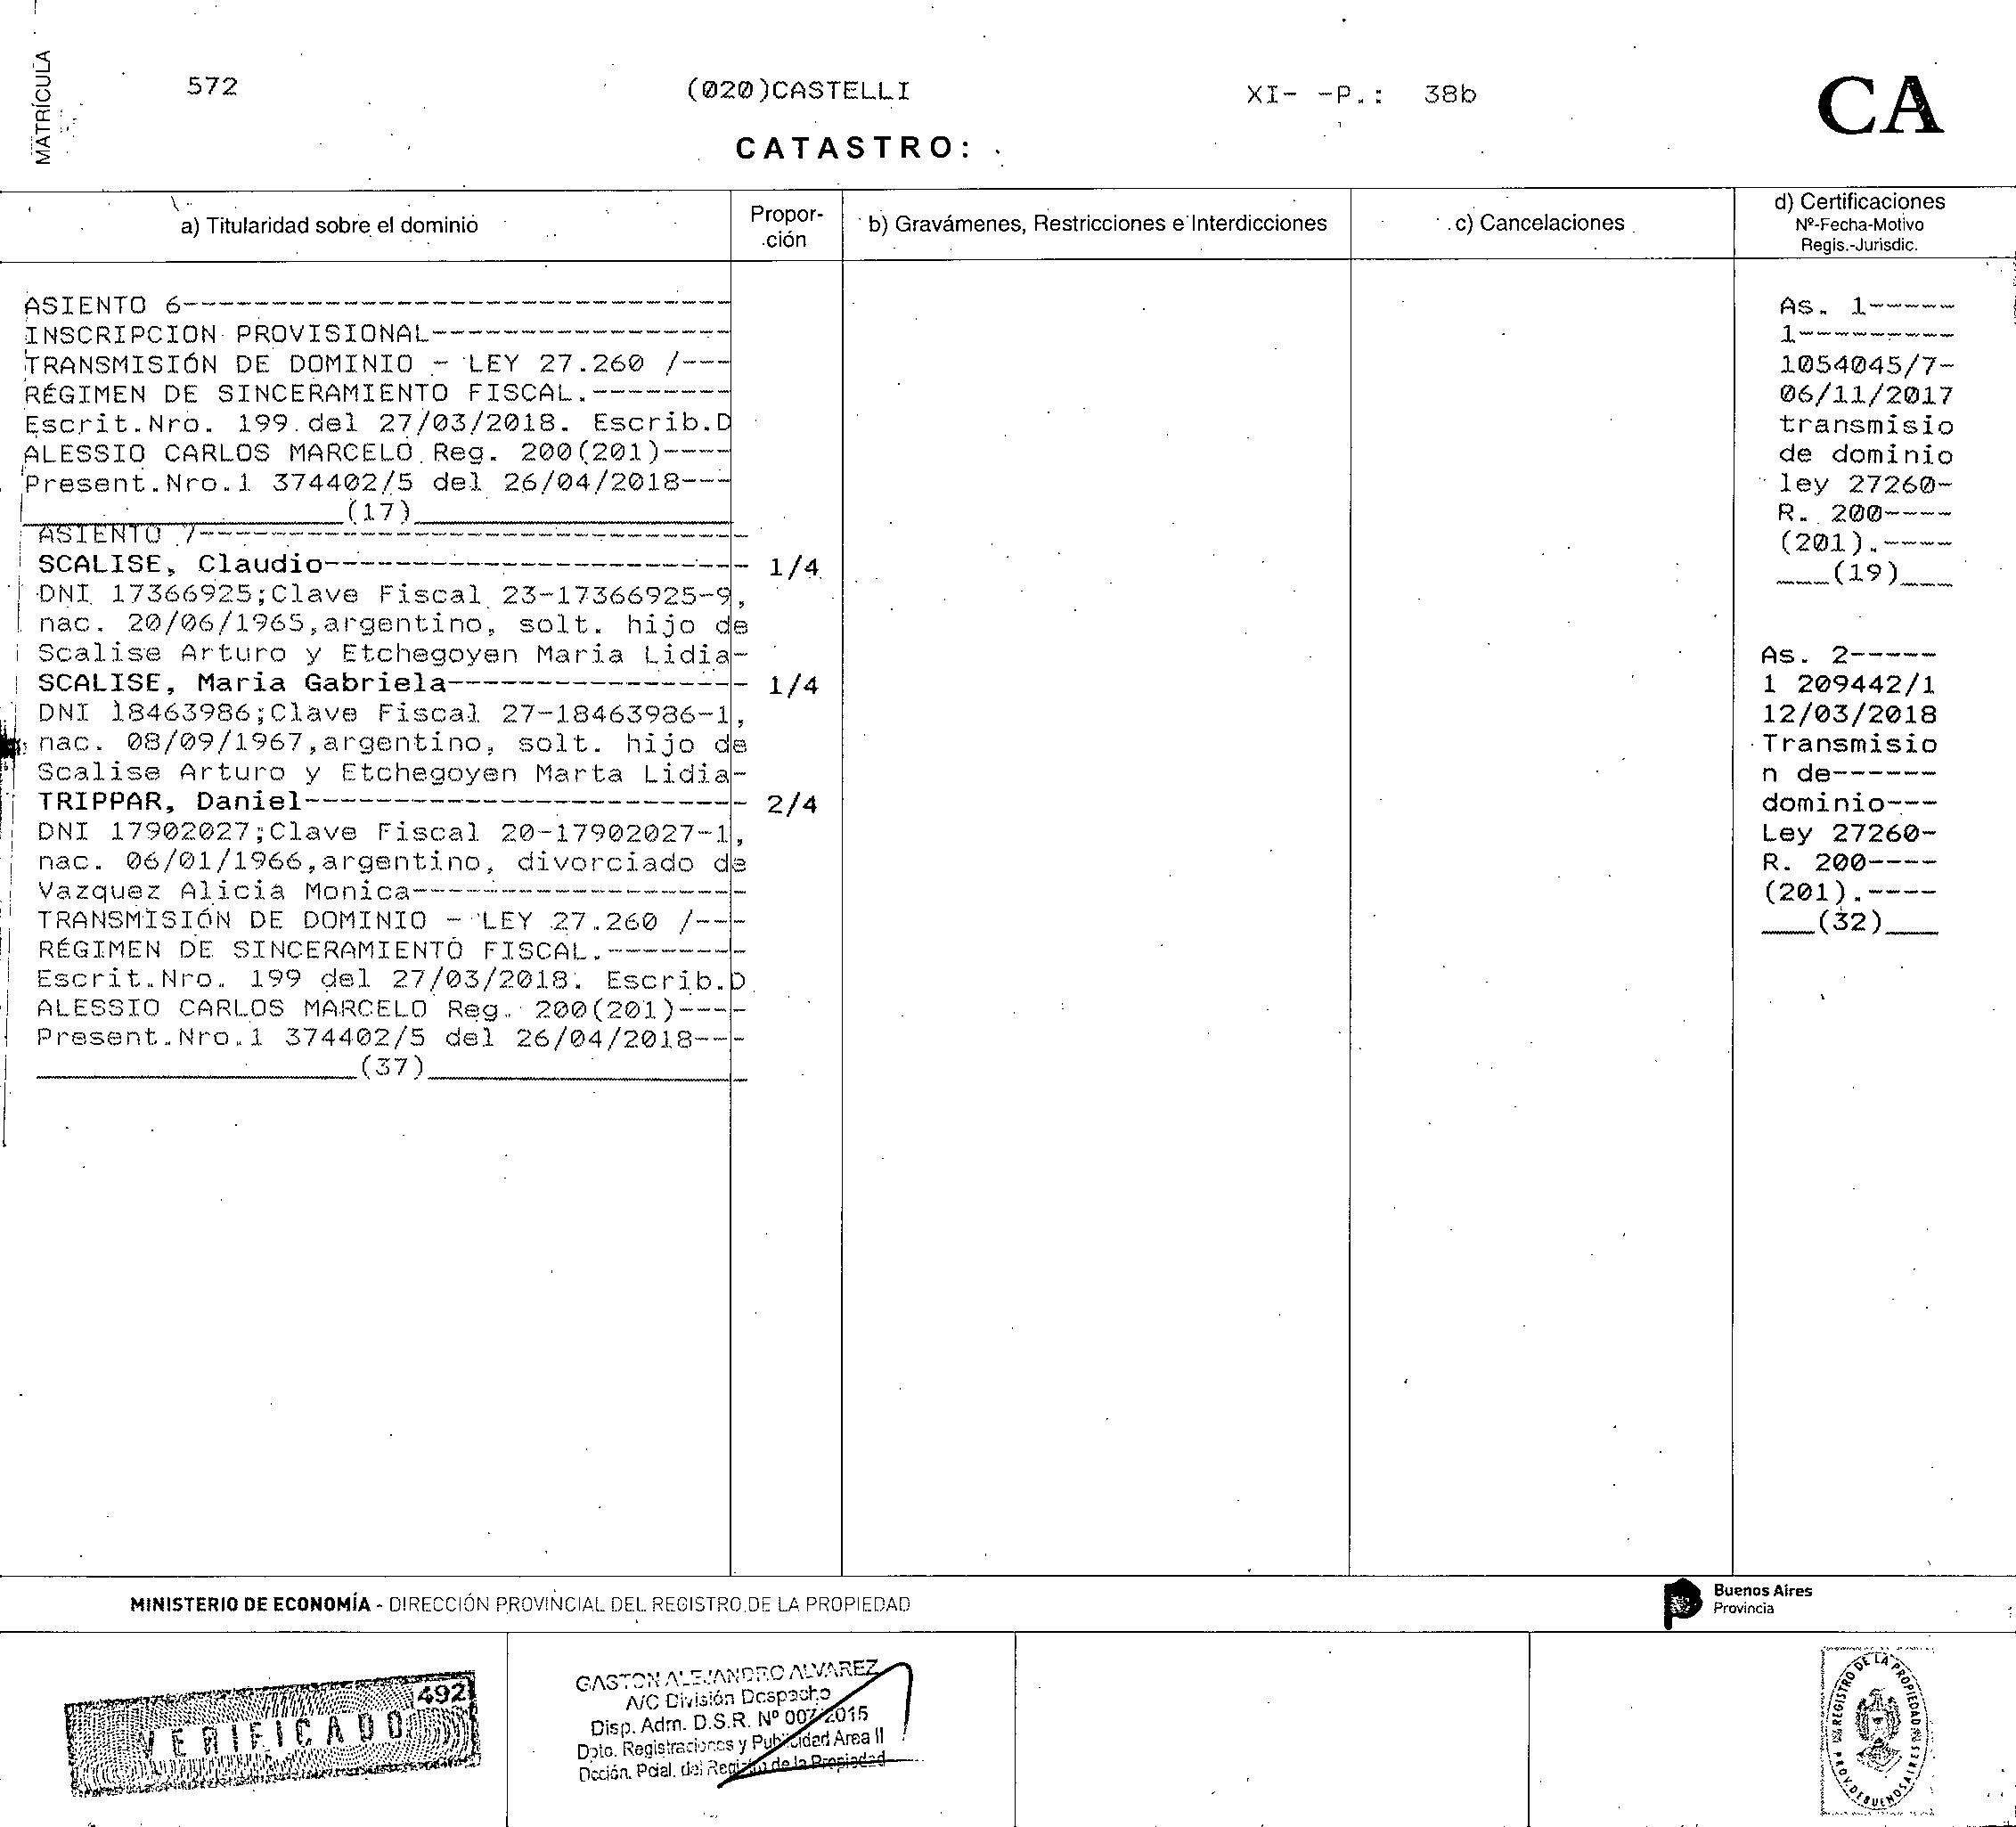 MATRÍCULA
572
(020)CASTELLI
XI- -P.: 38b
CA
CATASTRO:
a) Titularidad sobre el dominio
Propor-
ción
b) Gravámenes, Restricciones e Interdicciones
c) Cancelaciones
d) Certificaciones
Nº-Fecha-Motivo
Regis.-Jurisdic.
ASIENTO 6-------------------------------
INSCRIPCION PROVISIONAL-----------------
TRANSMISIÓN DE DOMINIO - LEY 27.260 /---
RÉGIMEN DE SINCERAMIENTO FISCAL.--------
Escrit.Nro. 199 del 27/03/2018. Escrib.D
ALESSIO CARLOS MARCELO Reg. 200(201)----
Present.Nro.1 374402/5 del 26/04/2018---
__________________(17)__________________
ASIENTO 7-------------------------------
SCALISE, Claudio------------------------ 1/4
DNI 17366925;Clave Fiscal 23-17366925-9,
nac. 20/06/1965,argentino, solt. hijo de
Scalise Arturo y Etchegoyen Maria Lidia-
SCALISE, Maria Gabriela----------------- 1/4
DNI 18463986;Clave Fiscal 27-18463986-1,
nac. 08/09/1967,argentino, solt. hijo de
Scalise Arturo y Etchegoyen Marta Lidia-
TRIPPAR, Daniel------------------------- 2/4
DNI 17902027;Clave Fiscal 20-17902027-1,
nac. 06/01/1966,argentino, divorciado de
Vazquez Alicia Monica-------------------
TRANSMISIÓN DE DOMINIO - LEY 27.260 /---
RÉGIMEN DE SINCERAMIENTO FISCAL.--------
Escrit.Nro. 199 del 27/03/2018. Escrib.D
ALESSIO CARLOS MARCELO Reg. 200(201)----
Present.Nro.1 374402/5 del 26/04/2018---
__________________(37)__________________
As. 1-----
1---------
1054045/7-
06/11/2017
transmisio
de dominio
ley 27260-
R. 200----
(201).----
___(19)___
As. 2-----
1 209442/1
12/03/2018
Transmisio
n de------
dominio---
Ley 27260-
R. 200----
(201).----
___(32)___
MINISTERIO DE ECONOMÍA - DIRECCIÓN PROVINCIAL DEL REGISTRO DE LA PROPIEDAD
Buenos Aires
Provincia
492
VERIFICADO
GASTON ALEJANDRO ALVAREZ
A/C División Despacho
Disp. Adm. D.S.R. Nº 007/2015
Dpto. Registraciones y Publicidad Area II
Dcción. Pcial. del Registro de la Propiedad
REGISTRO DE LA PROPIEDAD
PROV. DE BUENOS AIRES